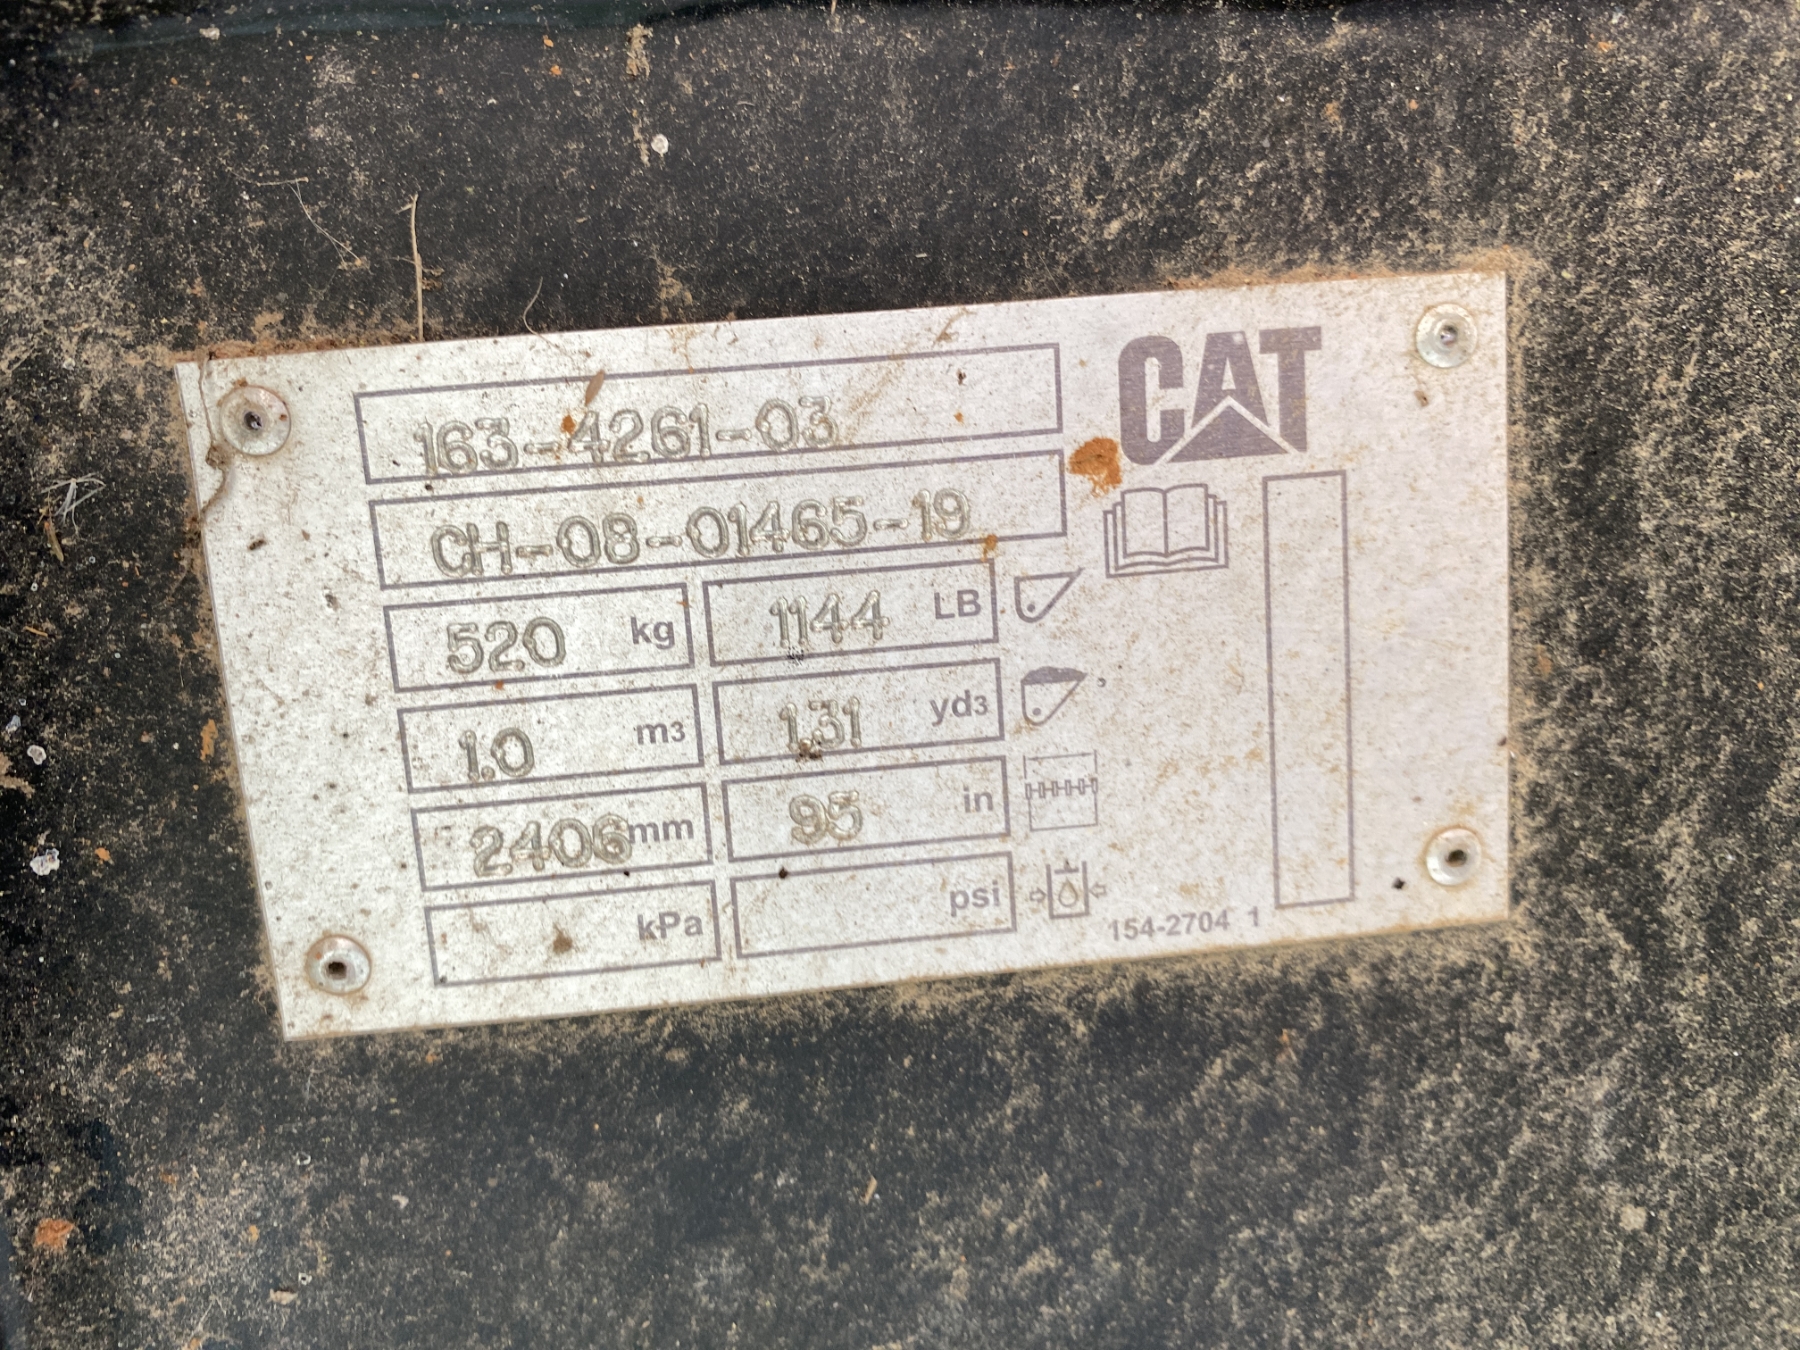 CAT
163-4261-03
CH-08-01465-19
520 kg 1144 LB
1.0 m3 1.31 yd3
2406 mm 95 in
kPa psi
154-2704 1